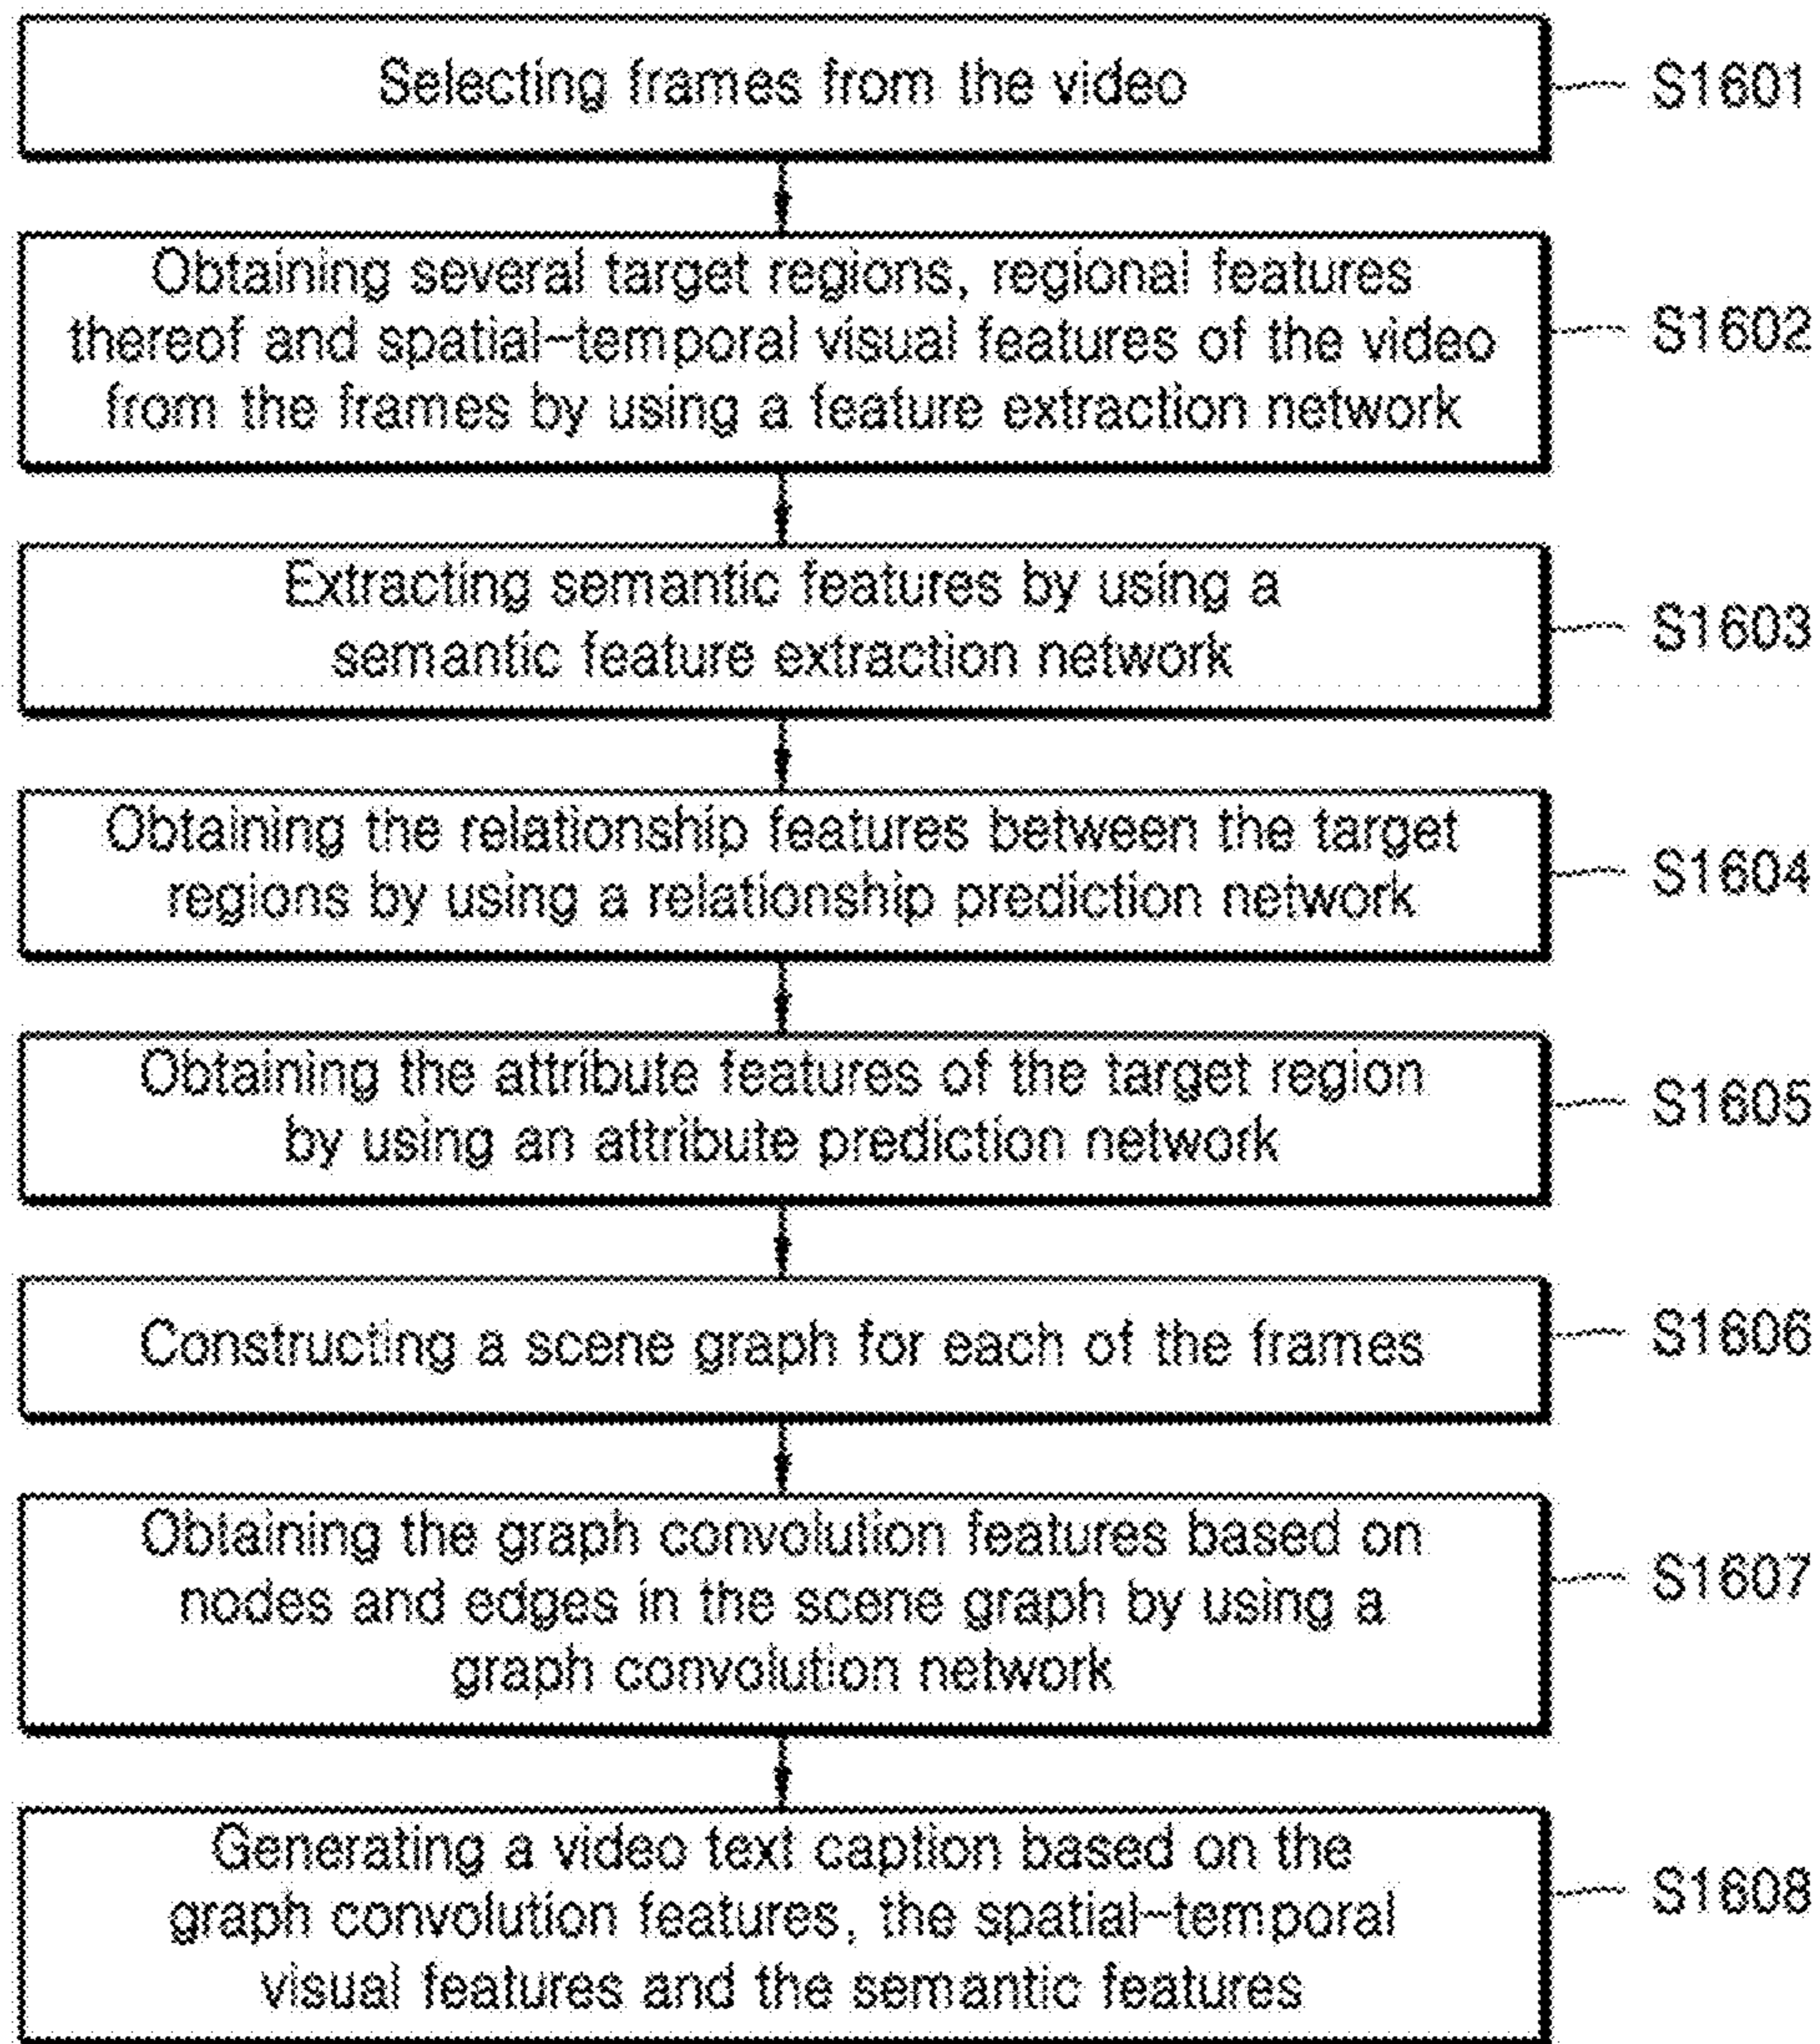 Selecting frames from the video
S1601
Obtaining several target regions, regional features
thereof and spatial-temporal visual features of the video
from the frames by using a feature extraction network
S1602
Extracting semantic features by using a
semantic feature extraction network
S1603
Obtaining the relationship features between the target
regions by using a relationship prediction network
S1604
Obtaining the attribute features of the target region
by using an attribute prediction network
S1605
Constructing a scene graph for each of the frames
S1606
Obtaining the graph convolution features based on
nodes and edges in the scene graph by using a
graph convolution network
S1607
Generating a video text caption based on the
graph convolution features, the spatial-temporal
visual features and the semantic features
S1608